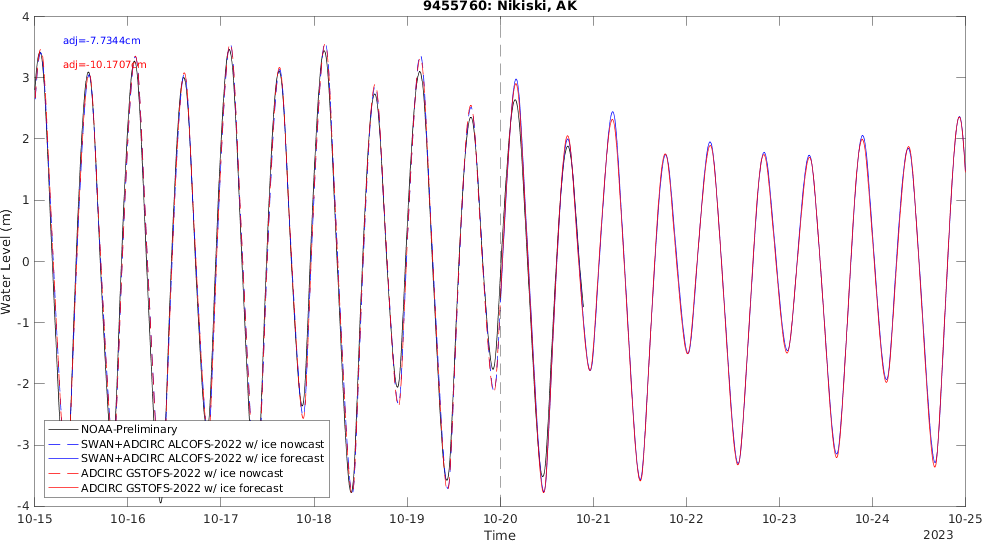 9455760: Nikiski, AK
adj=-7.7344cm
adj=-10.1707cm
4
3
2
1
0
-1
-2
-3
-4
Water Level (m)
NOAA-Preliminary
SWAN+ADCIRC ALCOFS-2022 w/ ice nowcast
SWAN+ADCIRC ALCOFS-2022 w/ ice forecast
ADCIRC GSTOFS-2022 w/ ice nowcast
ADCIRC GSTOFS-2022 w/ ice forecast
10-15 10-16 10-17 10-18 10-19 10-20 10-21 10-22 10-23 10-24 10-25
Time
2023